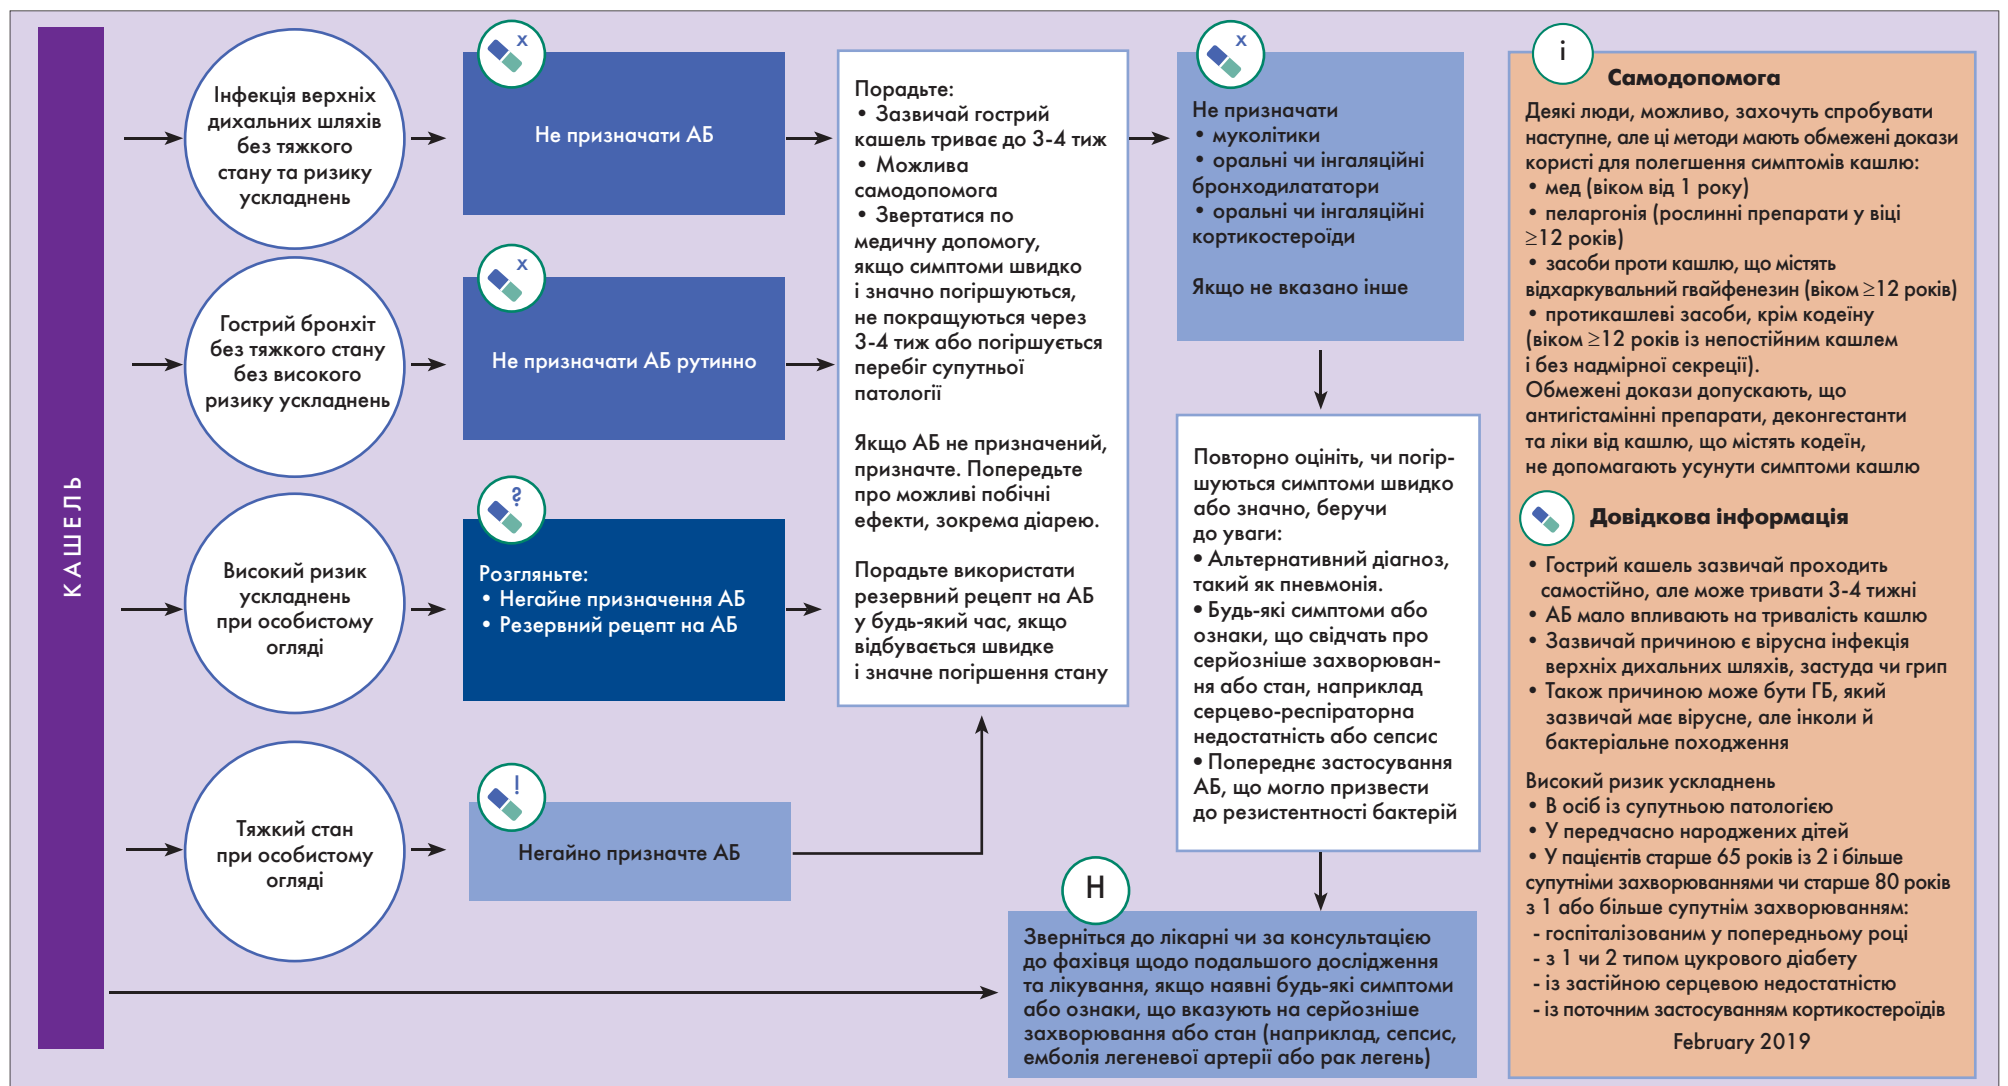 КАШЕЛЬ
Інфекція верхніх
дихальних шляхів
без тяжкого
стану та ризику
ускладнень
x
Не призначати АБ
Гострий бронхіт
без тяжкого стану
без високого
ризику ускладнень
x
Не призначати АБ рутинно
Високий ризик
ускладнень
при особистому
огляді
?
Розгляньте:
• Негайне призначення АБ
• Резервний рецепт на АБ
Тяжкий стан
при особистому
огляді
!
Негайно призначте АБ
Порадьте:
• Зазвичай гострий
кашель триває до 3-4 тиж
• Можлива
самодопомога
• Звертатися по
медичну допомогу,
якщо симптоми швидко
і значно погіршуються,
не покращуються через
3-4 тиж або погіршується
перебіг супутньої
патології
Якщо АБ не призначений,
призначте. Попередьте
про можливі побічні
ефекти, зокрема діарею.
Порадьте використати
резервний рецепт на АБ
у будь-який час, якщо
відбувається швидке
і значне погіршення стану
x
Не призначати
• муколітики
• оральні чи інгаляційні
бронходилататори
• оральні чи інгаляційні
кортикостероїди
Якщо не вказано інше
Повторно оцініть, чи погір-
шуються симптоми швидко
або значно, беручи
до уваги:
• Альтернативний діагноз,
такий як пневмонія.
• Будь-які симптоми або
ознаки, що свідчать про
серйозніше захворюван-
ня або стан, наприклад
серцево-респіраторна
недостатність або сепсис
• Попереднє застосування
АБ, що могло призвести
до резистентності бактерій
Н
Зверніться до лікарні чи за консультацією
до фахівця щодо подальшого дослідження
та лікування, якщо наявні будь-які симптоми
або ознаки, що вказують на серйозніше
захворювання або стан (наприклад, сепсис,
емболія легеневої артерії або рак легень)
i
Самодопомога
Деякі люди, можливо, захочуть спробувати
наступне, але ці методи мають обмежені докази
користі для полегшення симптомів кашлю:
• мед (віком від 1 року)
• пеларгонія (рослинні препарати у віці
≥12 років)
• засоби проти кашлю, що містять
відхаркувальний гвайфенезин (віком ≥12 років)
• протикашлеві засоби, крім кодеїну
(віком ≥12 років із непостійним кашлем
і без надмірної секреції).
Обмежені докази допускають, що
антигістамінні препарати, деконгестанти
та ліки від кашлю, що містять кодеїн,
не допомагають усунути симптоми кашлю
Довідкова інформація
• Гострий кашель зазвичай проходить
самостійно, але може тривати 3-4 тижні
• АБ мало впливають на тривалість кашлю
• Зазвичай причиною є вірусна інфекція
верхніх дихальних шляхів, застуда чи грип
• Також причиною може бути ГБ, який
зазвичай має вірусне, але інколи й
бактеріальне походження
Високий ризик ускладнень
• В осіб із супутньою патологією
• У передчасно народжених дітей
• У пацієнтів старше 65 років із 2 і більше
супутніми захворюваннями чи старше 80 років
з 1 або більше супутнім захворюванням:
- госпіталізованим у попередньому році
- з 1 чи 2 типом цукрового діабету
- із застійною серцевою недостатністю
- із поточним застосуванням кортикостероїдів
February 2019